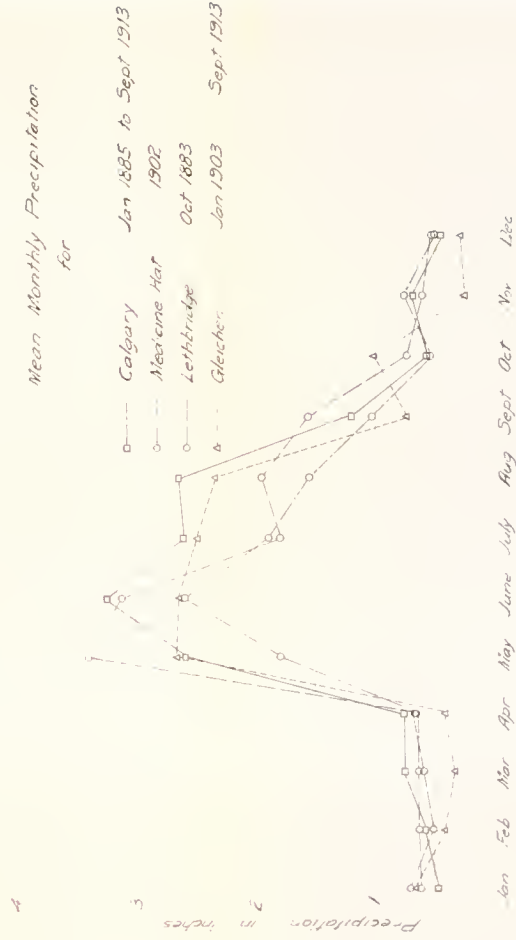 Mean Monthly Precipitation
for
Calgary Jan 1885 to Sept 1913
Medicine Hat 1902
Lethbridge Oct 1883
Gleichen Jan 1903 Sept 1913
4
3
2
1
Precipitation in inches
Jan Feb Mar Apr May June July Aug Sept Oct Nov Dec